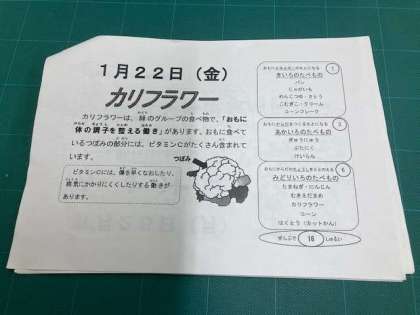 1月22日（金）
カリフラワー
カリフラワーは、緑のグループの食べ物で、「おもに
体の調子を整える働き」があります。おもに食べて
いるつぼみの部分には、ビタミンCがたくさん含まれて
います。
つぼみ
ビタミンCには、傷を早くなおしたり、
病気にかかりにくくしたりする働きが
あります。
1
きいろのたべもの
パン
じゃがいも
めんこつゆ・さとう
こむぎこ・クリーム
コーンフレーク
3
あかいろのたべもの
ぎゅうにゅう
ぶたにく
けいらん
6
みどりいろのたべもの
たまねぎ・にんじん
むきえだまめ
カリフラワー
コーン
はくとう（カットかん）
ぜんぶで 16 しゅるい